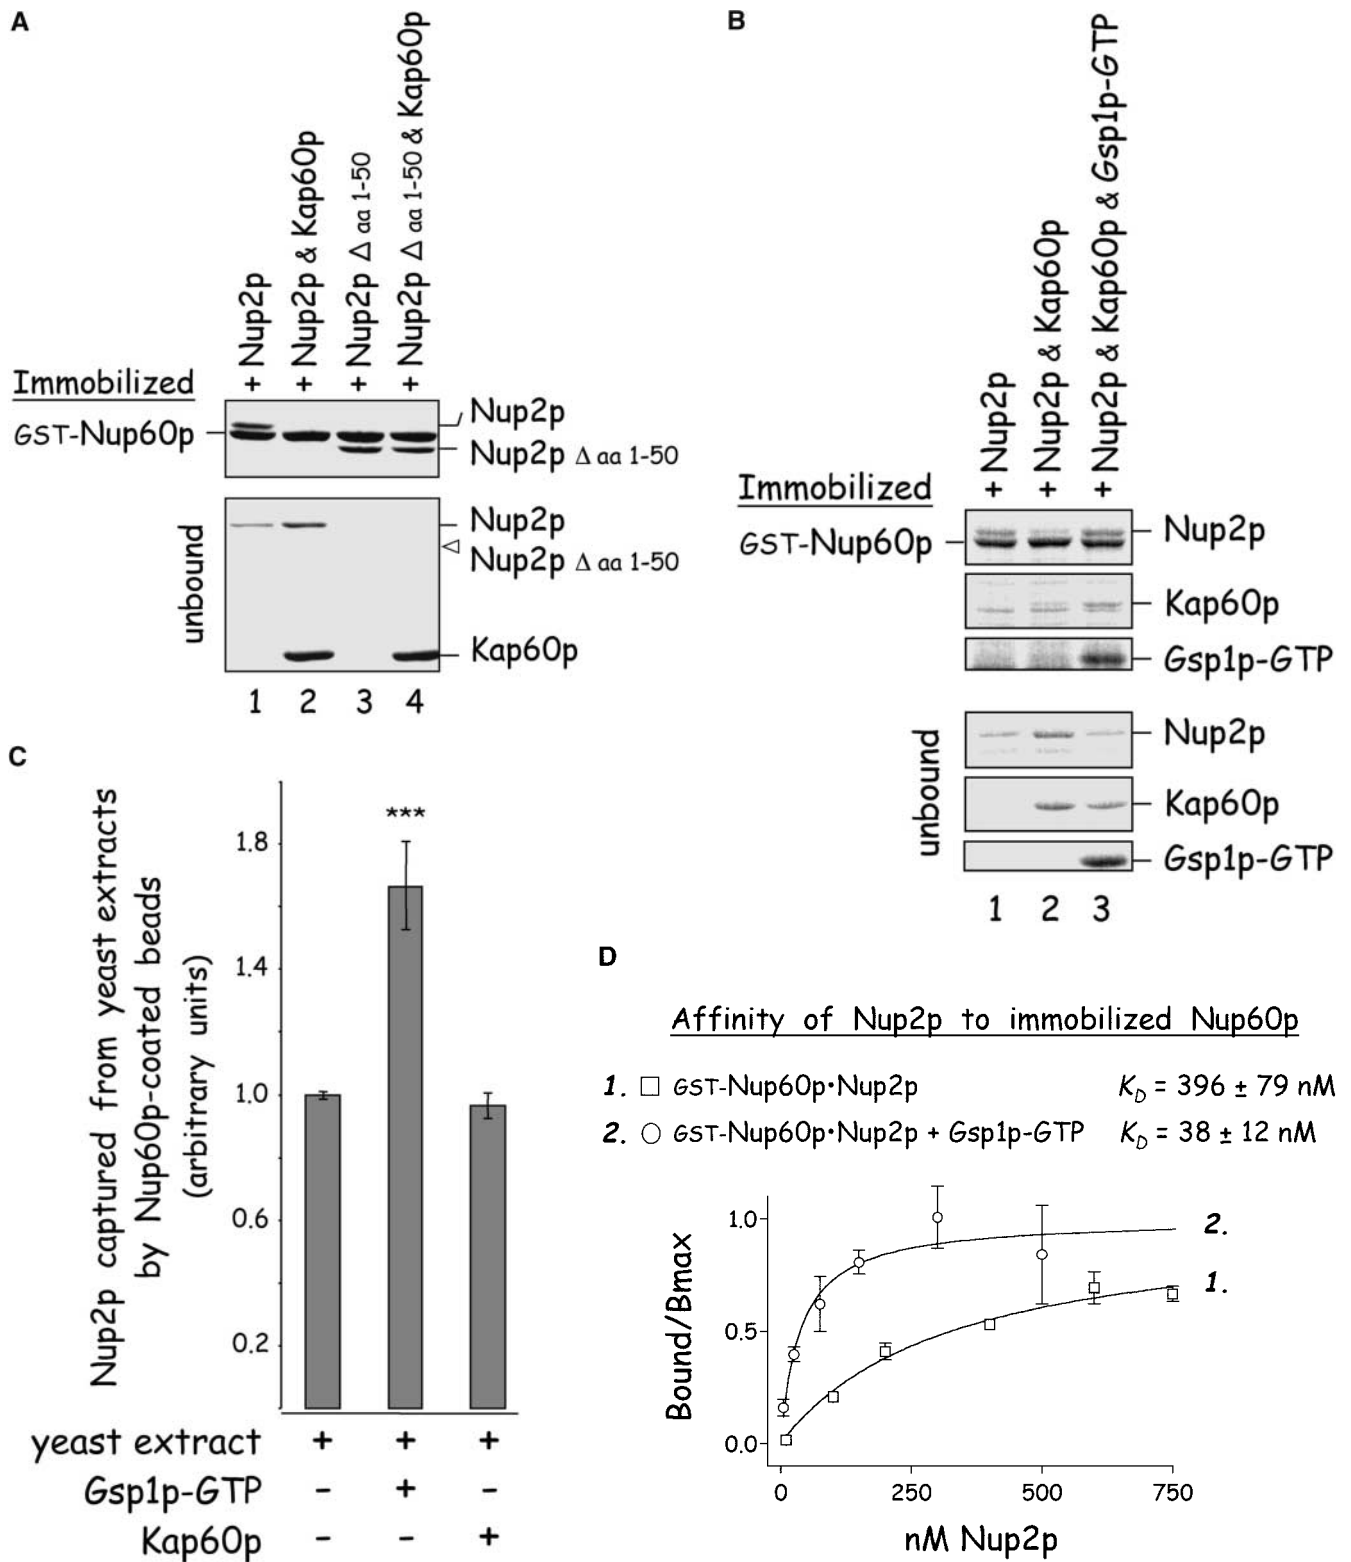 A
+ Nup2p
+ Nup2p & Kap60p
+ Nup2p Δ aa 1-50
+ Nup2p Δ aa 1-50 & Kap60p
Immobilized
GST-Nup60p
Nup2p
Nup2p Δ aa 1-50
unbound
Nup2p
Nup2p Δ aa 1-50
Kap60p
1 2 3 4
B
+ Nup2p
+ Nup2p & Kap60p
+ Nup2p & Kap60p & Gsp1p-GTP
Immobilized
GST-Nup60p
Nup2p
Kap60p
Gsp1p-GTP
unbound
Nup2p
Kap60p
Gsp1p-GTP
1 2 3
C
Nup2p captured from yeast extracts
by Nup60p-coated beads
(arbitrary units)
1.8
1.4
1.0
0.6
0.2
***
yeast extract + + +
Gsp1p-GTP - + -
Kap60p - - +
D
Affinity of Nup2p to immobilized Nup60p
1. □ GST-Nup60p•Nup2p KD = 396 ± 79 nM
2. ○ GST-Nup60p•Nup2p + Gsp1p-GTP KD = 38 ± 12 nM
Bound/Bmax
1.0
0.5
0.0
2.
1.
0 250 500 750
nM Nup2p